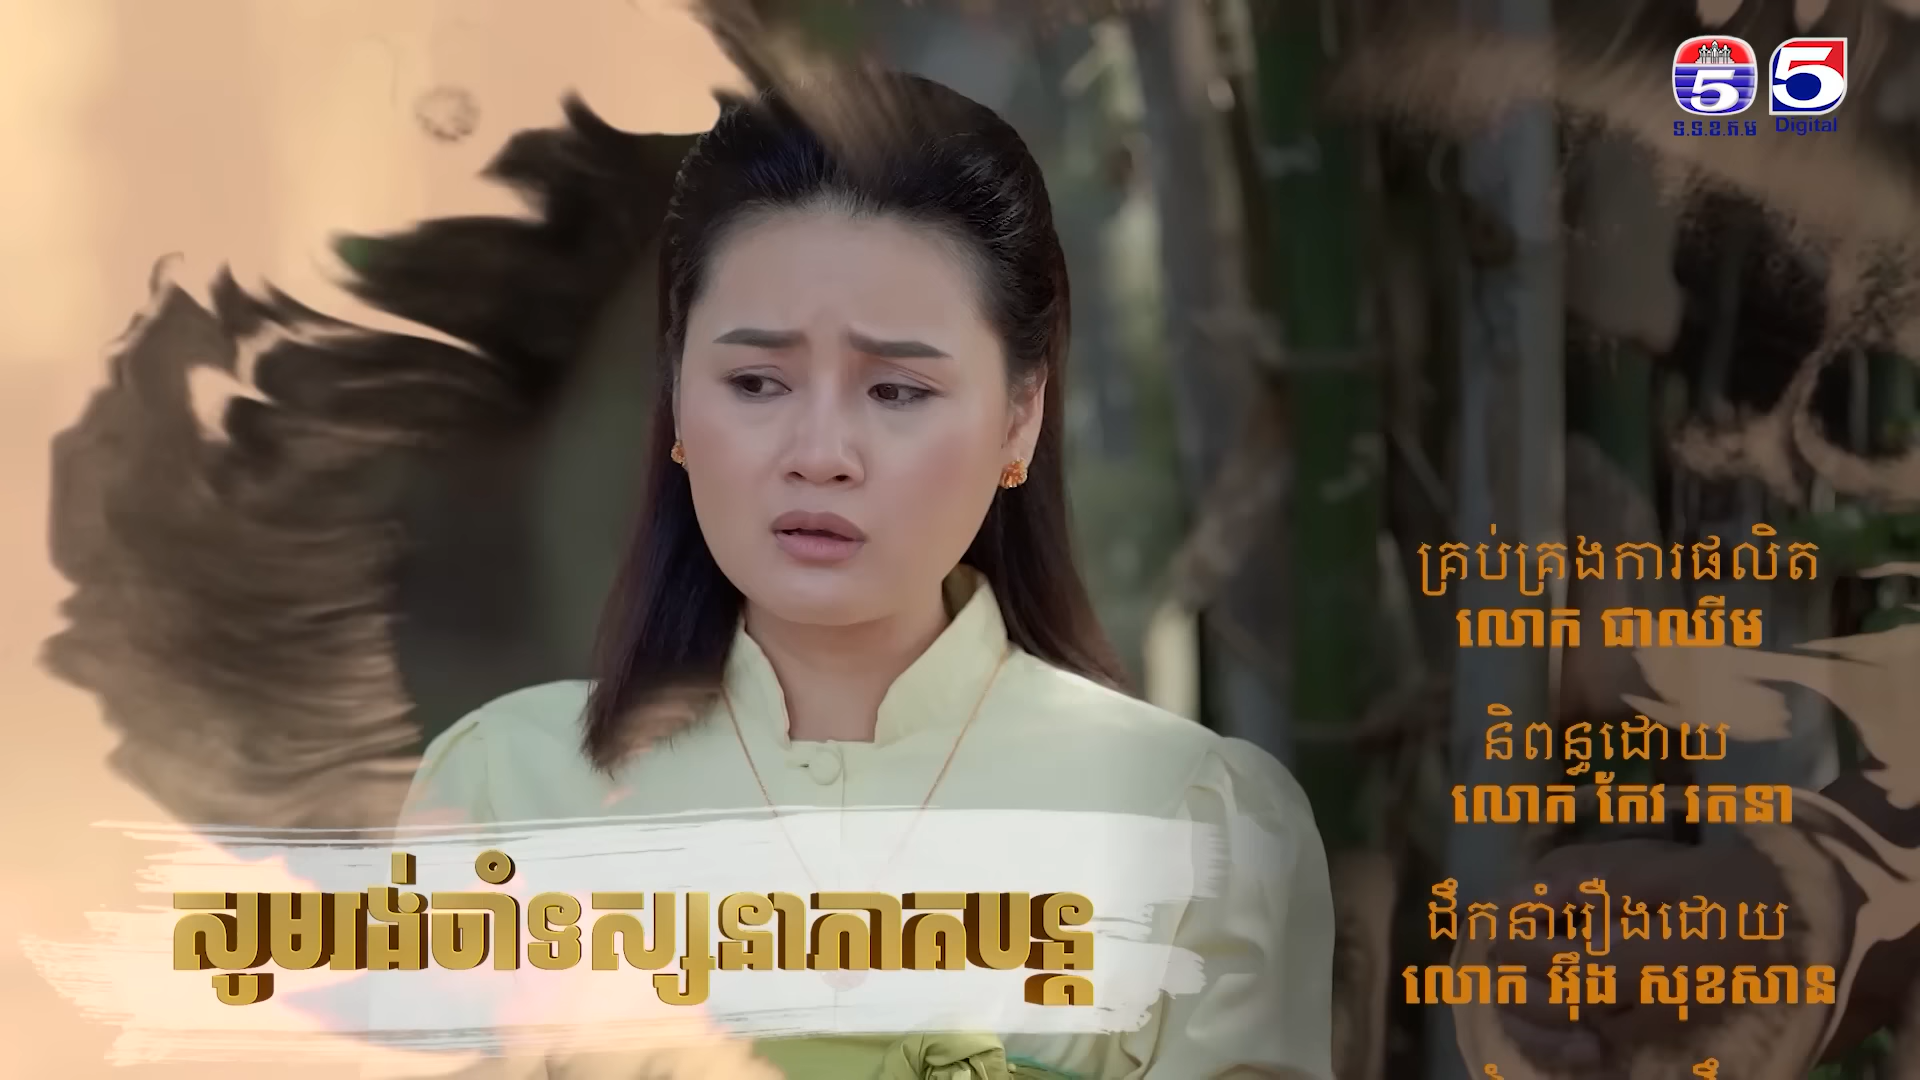 5 5
ទ.ទ.ខ.ភ.ម Digital
គ្រប់គ្រងការផលិត
លោក ជាឈីម
និពន្ធដោយ
លោក កែវ រតនា
ដឹកនាំរឿងដោយ
លោក អ៊ឹង សុខសាន
សូមរង់ចាំទស្សនាភាគបន្ត